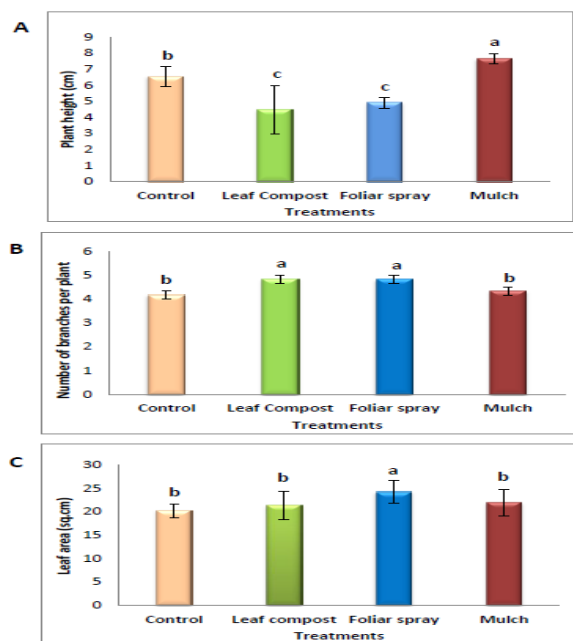 A
Plant height (cm)
9
8
7
6
5
4
3
2
1
0
b
c
c
a
Control Leaf Compost Foliar spray Mulch
Treatments
B
Number of branches per plant
6
5
4
3
2
1
0
b
a
a
b
Control Leaf Compost Foliar spray Mulch
Treatments
C
Leaf area (sq.cm)
30
25
20
15
10
5
0
b
b
a
b
Control Leaf compost Foliar spray Mulch
Treatments